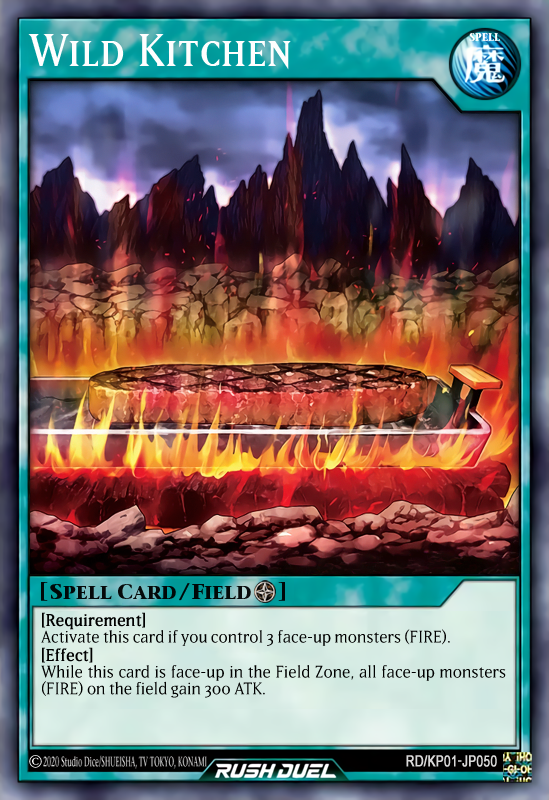 WILD KITCHEN
SPELL
魔
[SPELL CARD/FIELD]
[Requirement]
Activate this card if you control 3 face-up monsters (FIRE).
[Effect]
While this card is face-up in the Field Zone, all face-up monsters
(FIRE) on the field gain 300 ATK.
©2020 Studio Dice/SHUEISHA, TV TOKYO, KONAMI
RUSH DUEL
RD/KP01-JP050